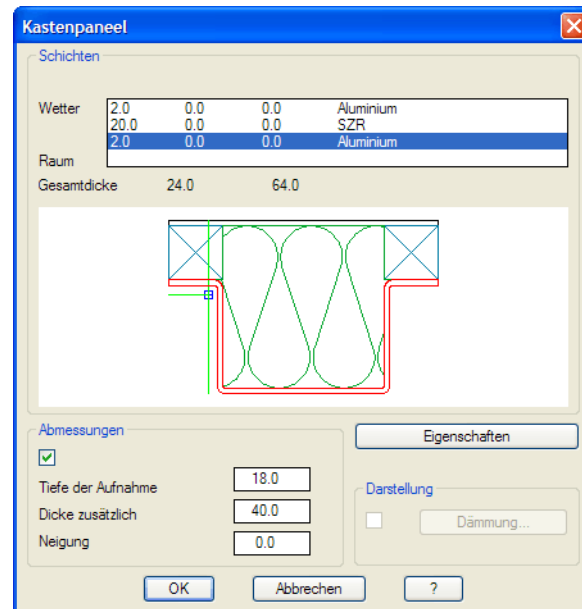 Kastenpaneel
Schichten
Wetter 2.0 0.0 0.0 Aluminium
20.0 0.0 0.0 SZR
2.0 0.0 0.0 Aluminium
Raum
Gesamtdicke 24.0 64.0
Abmessungen
Eigenschaften
Tiefe der Aufnahme 18.0
Dicke zusätzlich 40.0
Neigung 0.0
Darstellung
Dämmung...
OK Abbrechen ?